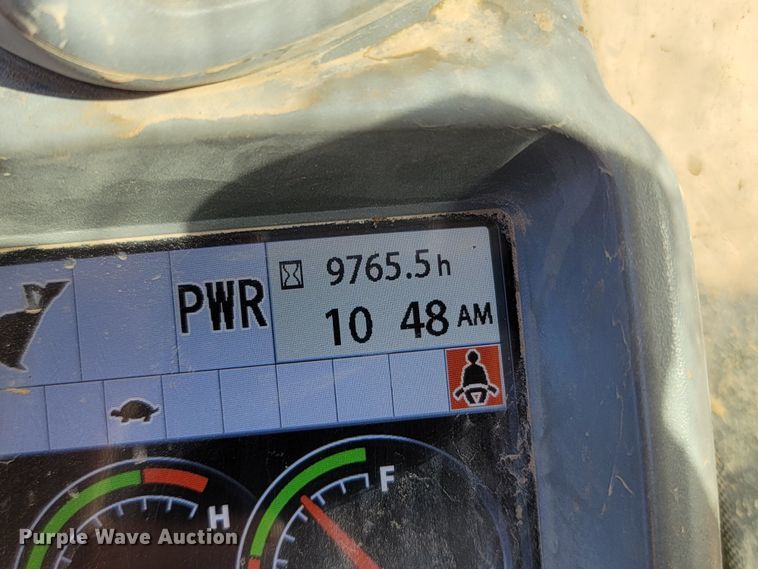 9765.5h
PWR
10 48 AM
H
F
Purple Wave Auction®